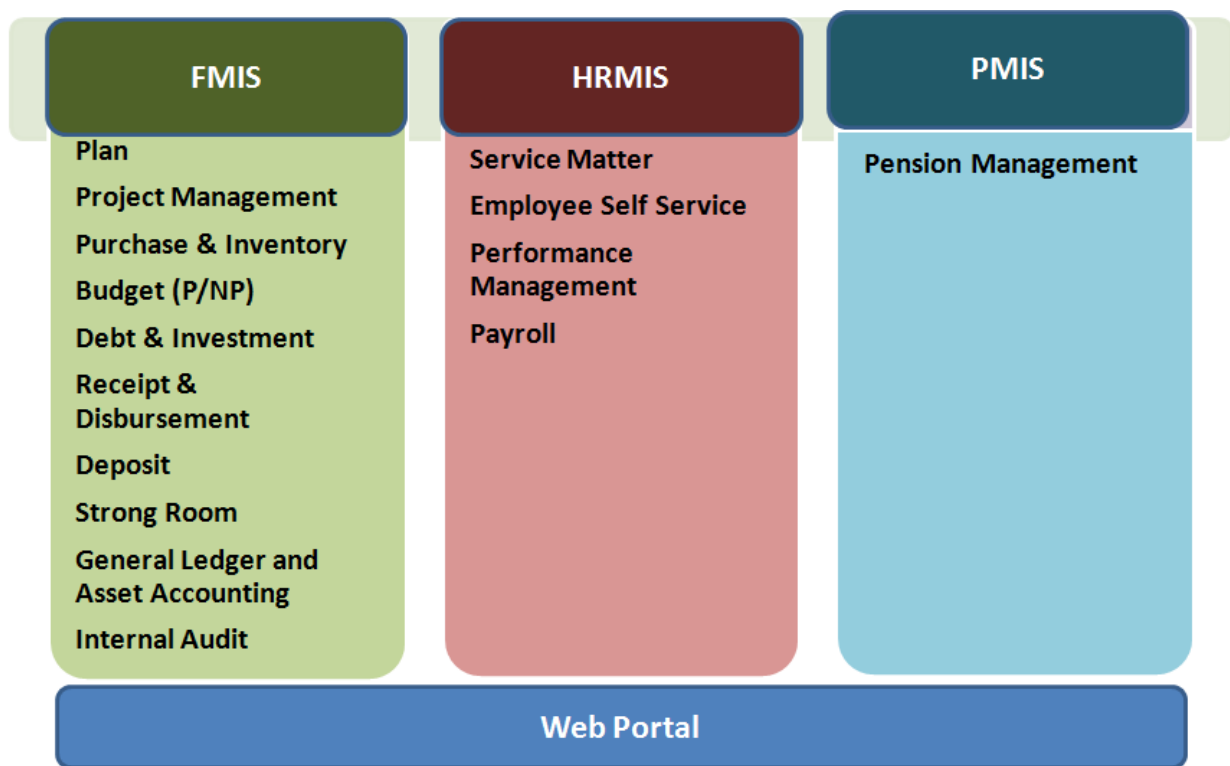 FMIS
Plan
Project Management
Purchase & Inventory
Budget (P/NP)
Debt & Investment
Receipt &
Disbursement
Deposit
Strong Room
General Ledger and
Asset Accounting
Internal Audit
HRMIS
Service Matter
Employee Self Service
Performance
Management
Payroll
PMIS
Pension Management
Web Portal